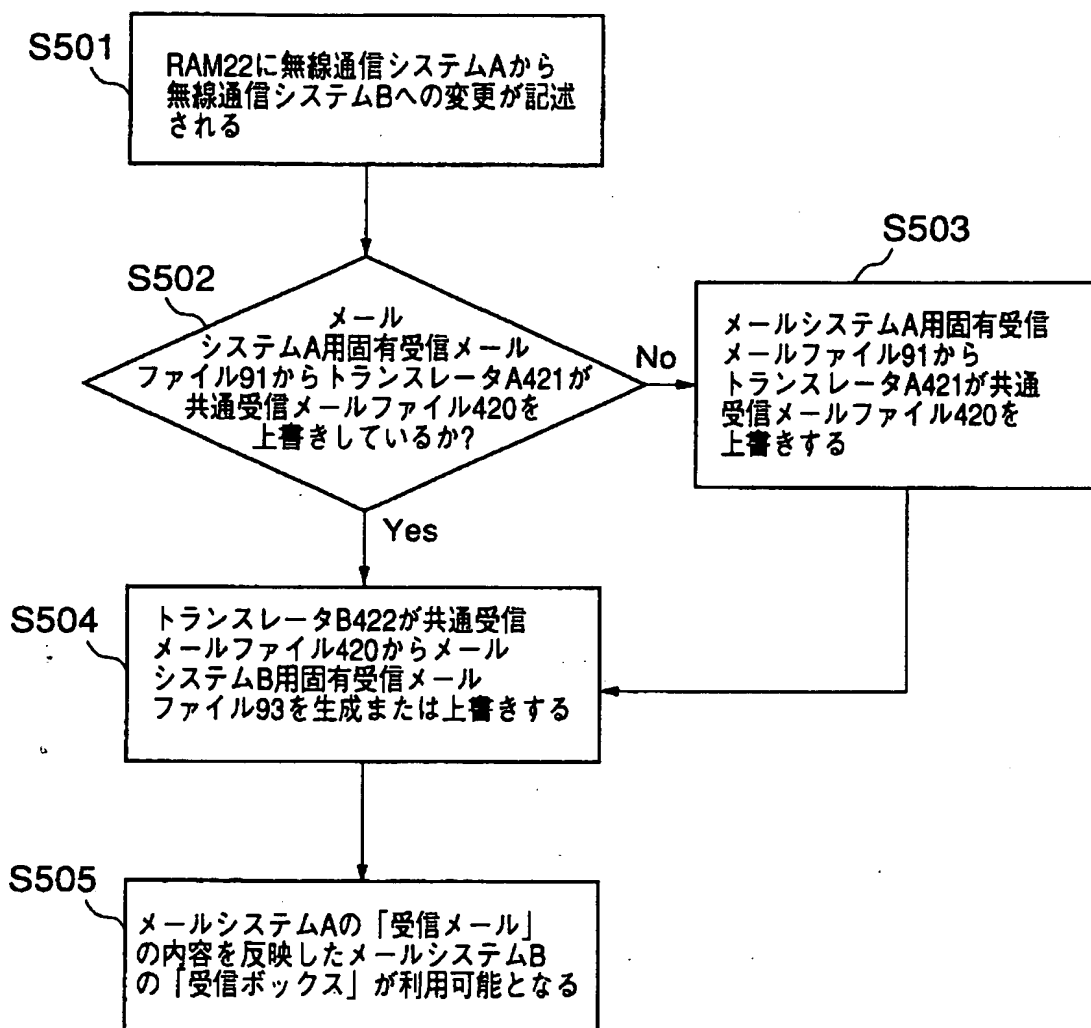 S501
RAM22に無線通信システムAから
無線通信システムBへの変更が記述
される
S502
メール
システムA用固有受信メール
ファイル91からトランスレータA421が
共通受信メールファイル420を
上書きしているか?
No
Yes
S503
メールシステムA用固有受信
メールファイル91から
トランスレータA421が共通
受信メールファイル420を
上書きする
S504
トランスレータB422が共通受信
メールファイル420からメール
システムB用固有受信メール
ファイル93を生成または上書きする
S505
メールシステムAの「受信メール」
の内容を反映したメールシステムB
の「受信ボックス」が利用可能となる